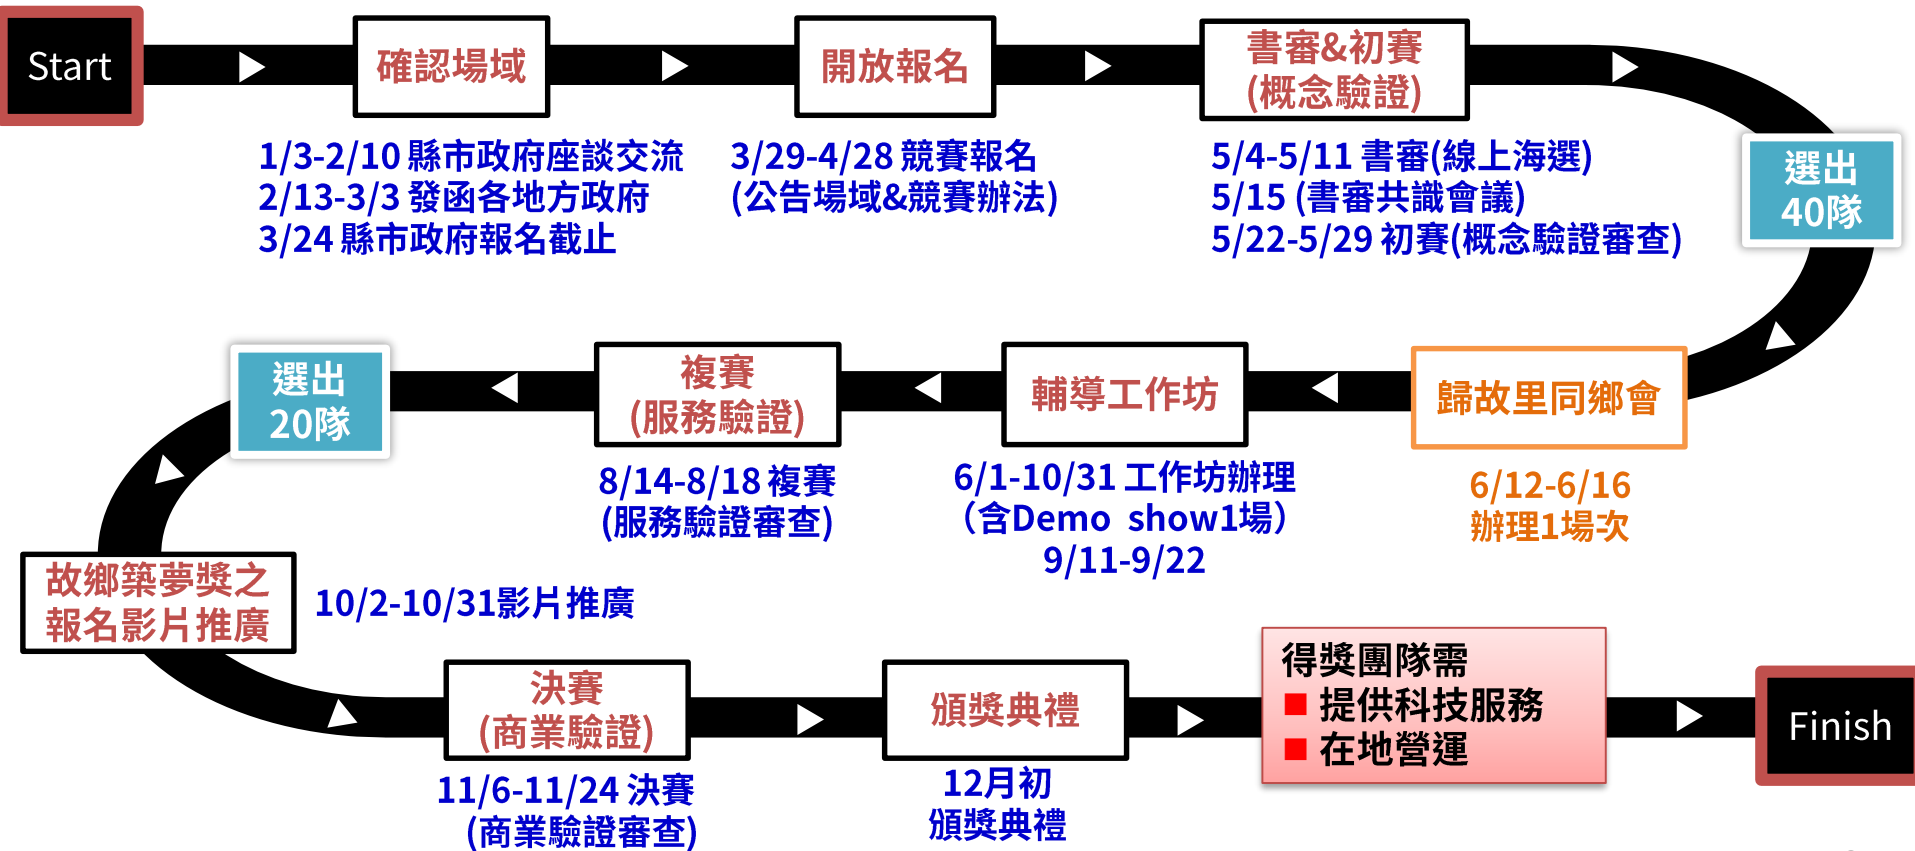 Start
確認場域
1/3-2/10 縣市政府座談交流
2/13-3/3 發函各地方政府
3/24 縣市政府報名截止
開放報名
3/29-4/28 競賽報名
(公告場域&競賽辦法)
書審&初賽
(概念驗證)
5/4-5/11 書審(線上海選)
5/15 (書審共識會議)
5/22-5/29 初賽(概念驗證審查)
選出
40隊
歸故里同鄉會
6/12-6/16
辦理1場次
輔導工作坊
6/1-10/31 工作坊辦理
（含Demo show1場）
9/11-9/22
複賽
(服務驗證)
8/14-8/18 複賽
(服務驗證審查)
選出
20隊
故鄉築夢獎之
報名影片推廣
10/2-10/31影片推廣
決賽
(商業驗證)
11/6-11/24 決賽
(商業驗證審查)
頒獎典禮
12月初
頒獎典禮
得獎團隊需
■ 提供科技服務
■ 在地營運
Finish